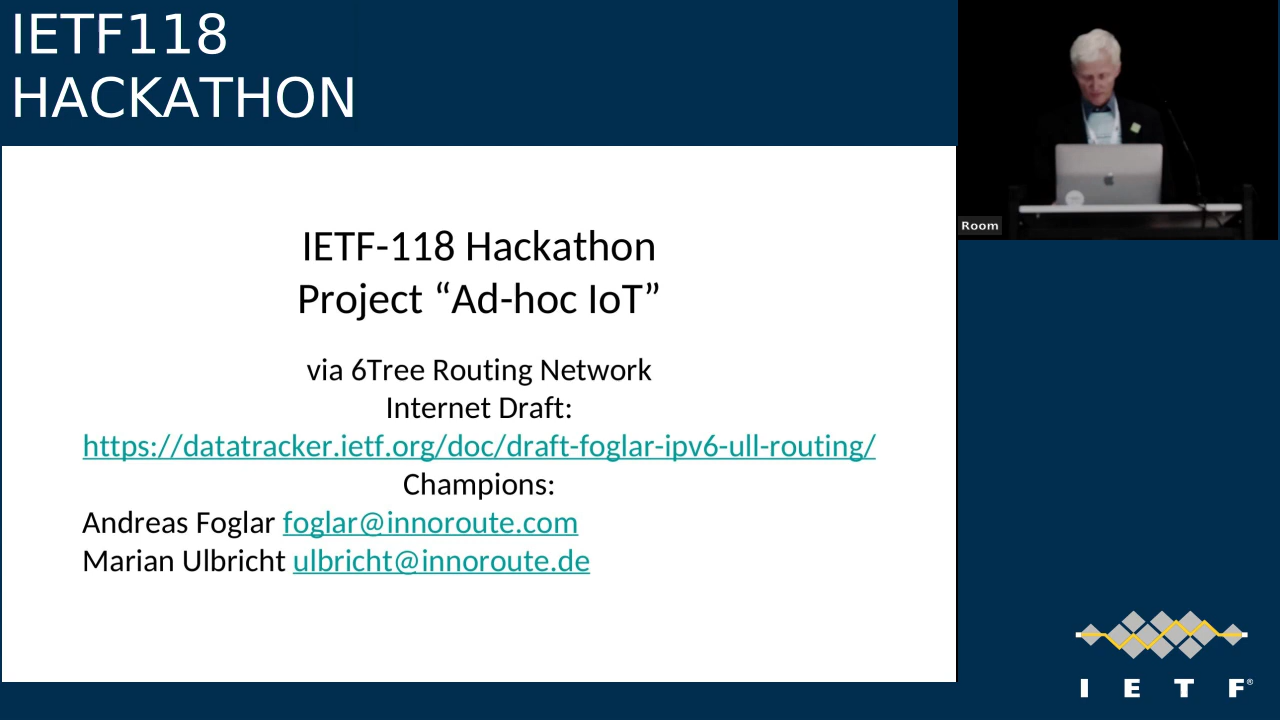 IETF118
HACKATHON
IETF-118 Hackathon
Project “Ad-hoc IoT”
via 6Tree Routing Network
Internet Draft:
https://datatracker.ietf.org/doc/draft-foglar-ipv6-ull-routing/
Champions:
Andreas Foglar foglar@innoroute.com
Marian Ulbricht ulbricht@innoroute.de
Room
I E T F®